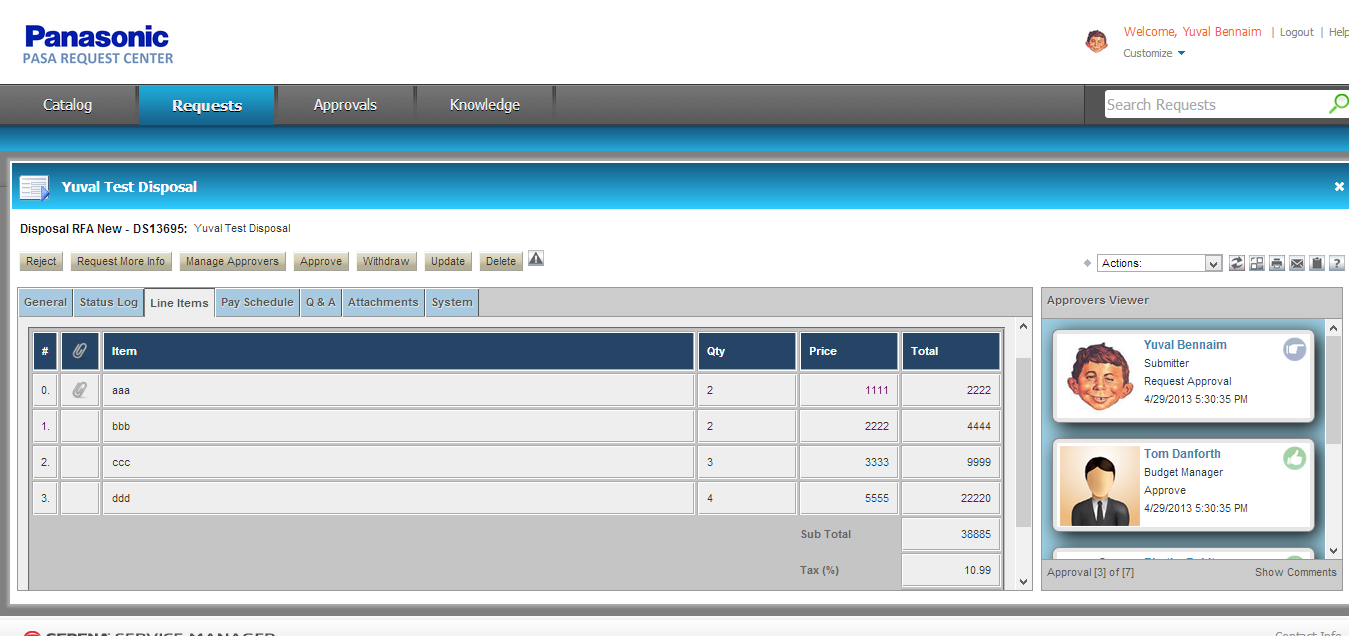 Panasonic
PASA REQUEST CENTER
Welcome, Yuval Bennaim | Logout | Help
Customize
Catalog Requests Approvals Knowledge Search Requests
Yuval Test Disposal
Disposal RFA New - DS13695: Yuval Test Disposal
Reject Request More Info Manage Approvers Approve Withdraw Update Delete
Actions:
General Status Log Line Items Pay Schedule Q & A Attachments System
# Item Qty Price Total
0. aaa 2 1111 2222
1. bbb 2 2222 4444
2. ccc 3 3333 9999
3. ddd 4 5555 22220
Sub Total 38885
Tax (%) 10.99
Approvers Viewer
Yuval Bennaim
Submitter
Request Approval
4/29/2013 5:30:35 PM
Tom Danforth
Budget Manager
Approve
4/29/2013 5:30:35 PM
Approval [3] of [7] Show Comments
SERENA SERVICE MANAGER
Contact Info